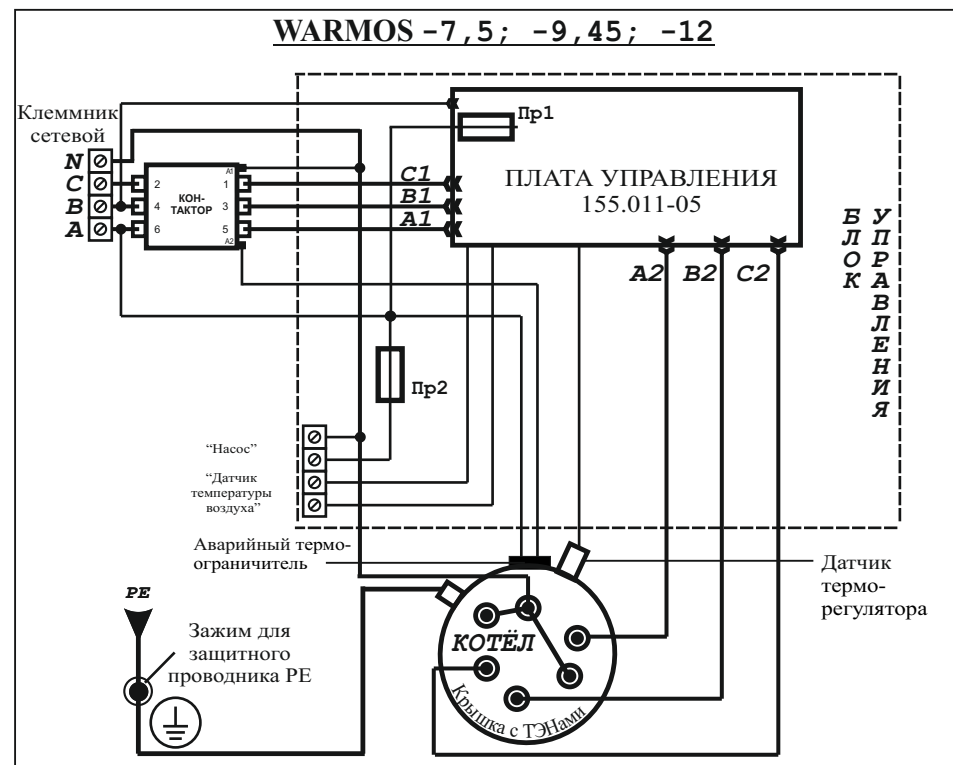 WARMOS -7,5; -9,45; -12
Клеммник
сетевой
N
C
B
A
2
4
6
КОН-
ТАКТОР
A1
1
3
5
A2
C1
B1
A1
Пр1
ПЛАТА УПРАВЛЕНИЯ
155.011-05
A2
B2
C2
БЛОК
УПРАВЛЕНИЯ
Пр2
“Насос”
“Датчик
температуры
воздуха”
Аварийный термо-
ограничитель
Датчик
термо-
регулятора
PE
Зажим для
защитного
проводника PE
КОТЁЛ
Крышка с ТЭНами